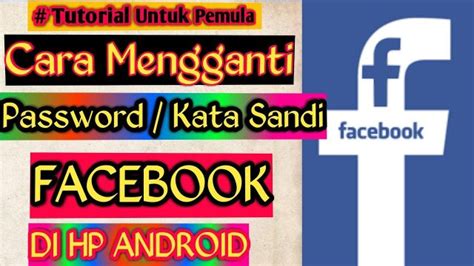 # Tutorial Untuk Pemula
Cara Mengganti
Password / Kata Sandi
FACEBOOK
DI HP ANDROID
f
facebook